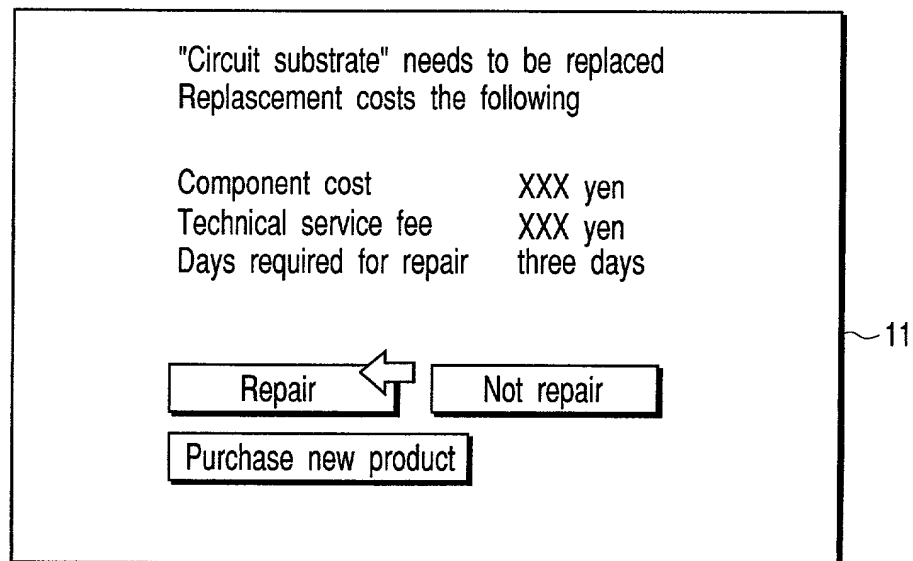 "Circuit substrate" needs to be replaced
Replascement costs the following
Component cost XXX yen
Technical service fee XXX yen
Days required for repair three days
11
Repair Not repair
Purchase new product